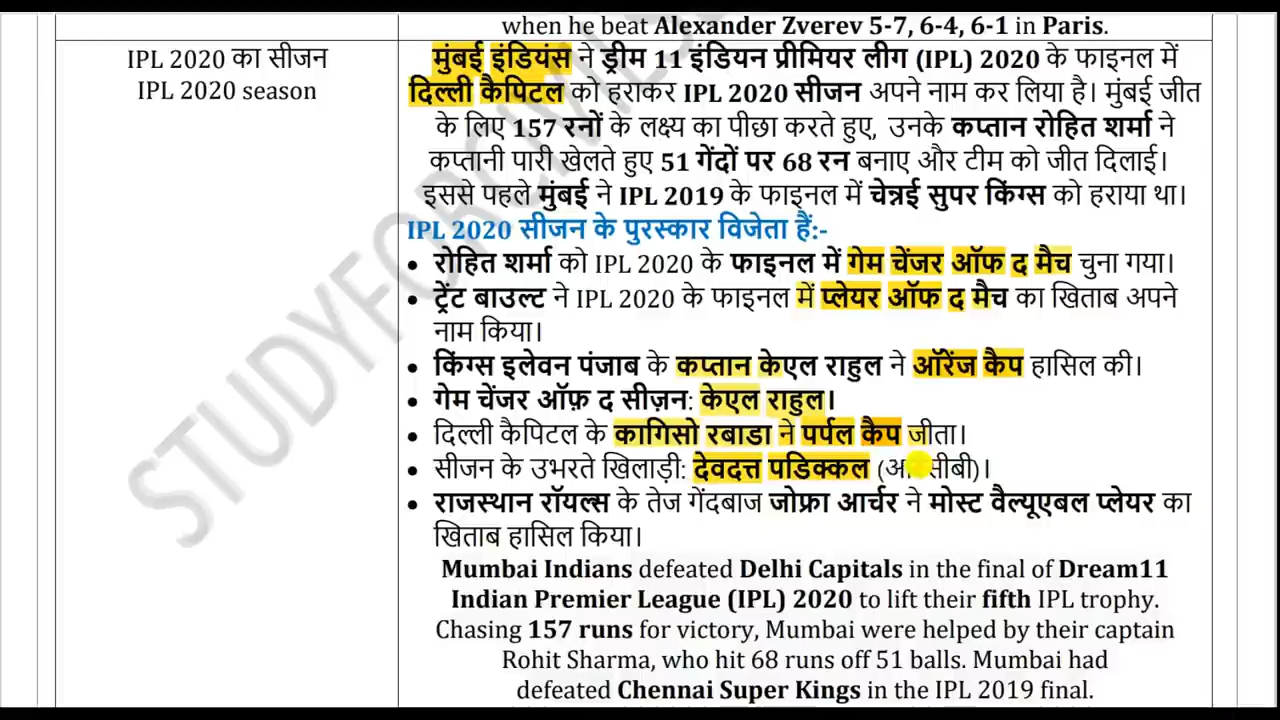 when he beat Alexander Zverev 5-7, 6-4, 6-1 in Paris.
IPL 2020 का सीजन
IPL 2020 season
मुंबई इंडियंस ने ड्रीम 11 इंडियन प्रीमियर लीग (IPL) 2020 के फाइनल में
दिल्ली कैपिटल को हराकर IPL 2020 सीजन अपने नाम कर लिया है। मुंबई जीत
के लिए 157 रनों के लक्ष्य का पीछा करते हुए, उनके कप्तान रोहित शर्मा ने
कप्तानी पारी खेलते हुए 51 गेंदों पर 68 रन बनाए और टीम को जीत दिलाई।
इससे पहले मुंबई ने IPL 2019 के फाइनल में चेन्नई सुपर किंग्स को हराया था।
IPL 2020 सीजन के पुरस्कार विजेता हैं:-
• रोहित शर्मा को IPL 2020 के फाइनल में गेम चेंजर ऑफ द मैच चुना गया।
• ट्रेंट बाउल्ट ने IPL 2020 के फाइनल में प्लेयर ऑफ द मैच का खिताब अपने
नाम किया।
• किंग्स इलेवन पंजाब के कप्तान केएल राहुल ने ऑरेंज कैप हासिल की।
• गेम चेंजर ऑफ़ द सीज़न: केएल राहुल।
• दिल्ली कैपिटल के कागिसो रबाडा ने पर्पल कैप जीता।
• सीजन के उभरते खिलाड़ी: देवदत्त पडिक्कल
• राजस्थान रॉयल्स के तेज गेंदबाज जोफ्रा आर्चर ने मोस्ट वैल्यूएबल प्लेयर का
खिताब हासिल किया।
Mumbai Indians defeated Delhi Capitals in the final of Dream11
Indian Premier League (IPL) 2020 to lift their fifth IPL trophy.
Chasing 157 runs for victory, Mumbai were helped by their captain
Rohit Sharma, who hit 68 runs off 51 balls. Mumbai had
defeated Chennai Super Kings in the IPL 2019 final.